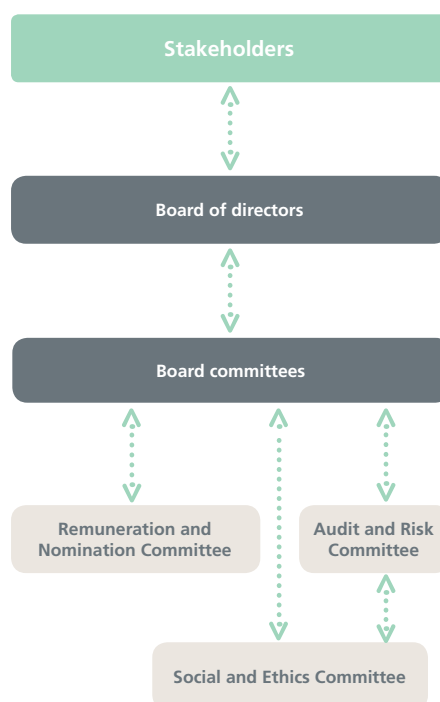 Stakeholders
Board of directors
Board committees
Remuneration and
Nomination Committee
Audit and Risk
Committee
Social and Ethics Committee